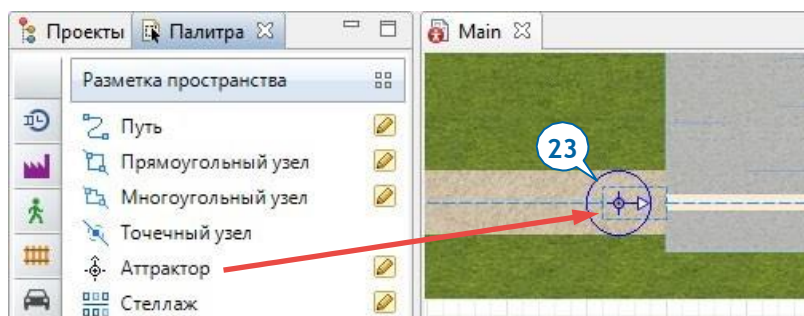 Проекты Палитра Main
Разметка пространства
Путь
23
Прямоугольный узел
Многоугольный узел
Точечный узел
Аттрактор
Стеллаж